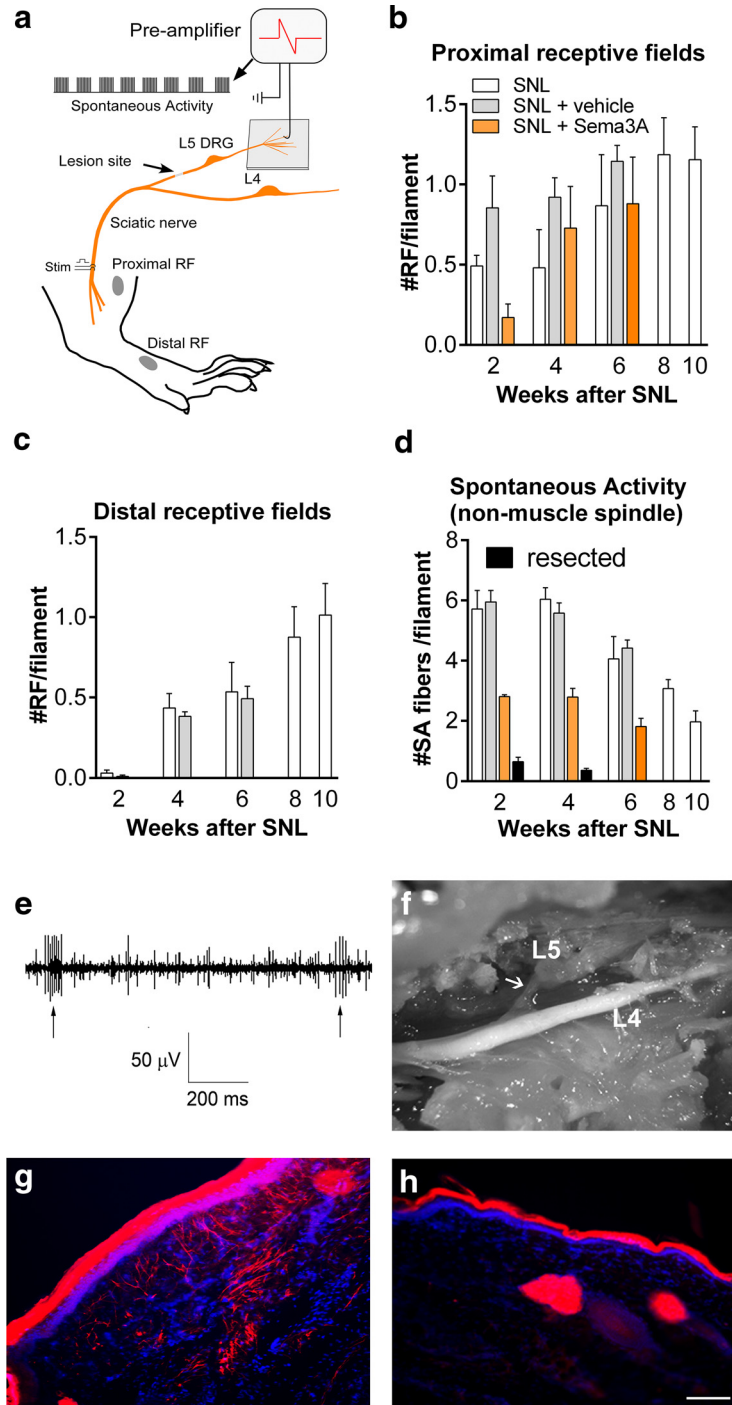 a
Pre-amplifier
Spontaneous Activity
L5 DRG
Lesion site
L4
Sciatic nerve
Stim
Proximal RF
Distal RF
b
Proximal receptive fields
SNL
SNL + vehicle
SNL + Sema3A
#RF/filament
1.5
1.0
0.5
0.0
2 4 6 8 10
Weeks after SNL
c
Distal receptive fields
#RF/filament
1.5
1.0
0.5
0.0
2 4 6 8 10
Weeks after SNL
d
Spontaneous Activity
(non-muscle spindle)
resected
#SA fibers /filament
8
6
4
2
0
2 4 6 8 10
Weeks after SNL
e
50 μV
200 ms
f
L5
L4
g
h